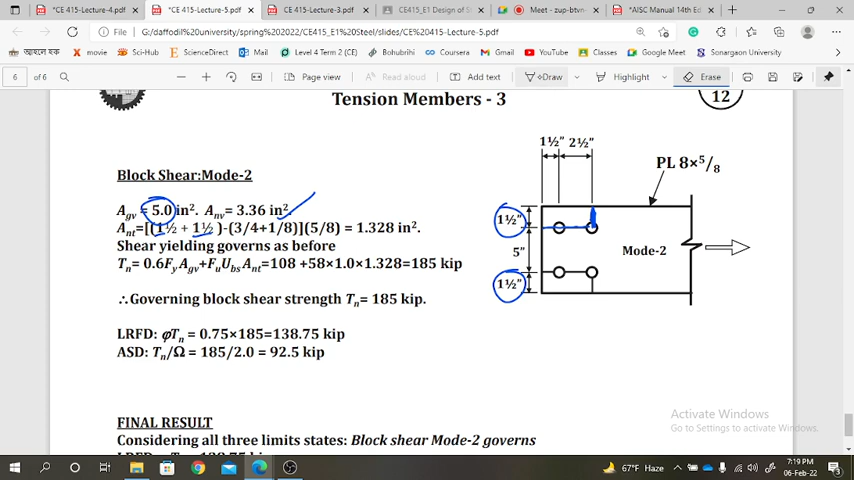 *CE 415-Lecture-4.pdf
*CE 415-Lecture-5.pdf
CE 415-Lecture-3.pdf
CE415_E1 Design of S
Meet - zup-btvn-
*AISC Manual 14th Ed
File | G:/daffodil university/spring 2022/CE415_E1%20Steel/slides/CE%20415-Lecture-5.pdf
movie Sci-Hub ScienceDirect Mail Level 4 Term 2 (CE) Bohubrihi Coursera Gmail YouTube Classes Google Meet Sonargaon University
6 of 6 Page view Read aloud Add text Draw Highlight Erase
Tension Members - 3
12
Block Shear:Mode-2
Agv = 5.0 in². Anv= 3.36 in².
Ant=[(1½ + 1½ )-(3/4+1/8)](5/8) = 1.328 in².
Shear yielding governs as before
Tn= 0.6FyAgv+FuUbsAnt=108 +58×1.0×1.328=185 kip
∴Governing block shear strength Tn= 185 kip.
LRFD: φTn = 0.75×185=138.75 kip
ASD: Tn/Ω = 185/2.0 = 92.5 kip
1½” 2½”
PL 8×5/8
1½”
5”
Mode-2
1½”
FINAL RESULT
Considering all three limits states: Block shear Mode-2 governs
Activate Windows
Go to Settings to activate Windows.
67°F Haze
7:19 PM
06-Feb-22
3